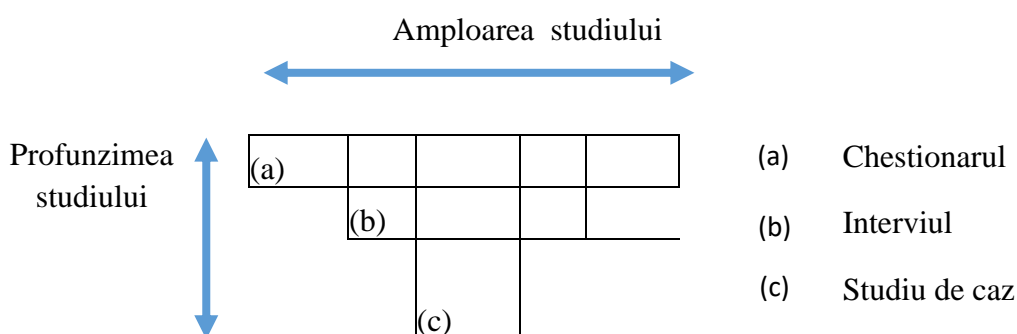 Amploarea studiului
Profunzimea
studiului
(a)
(b)
(c)
(a) Chestionarul
(b) Interviul
(c) Studiu de caz